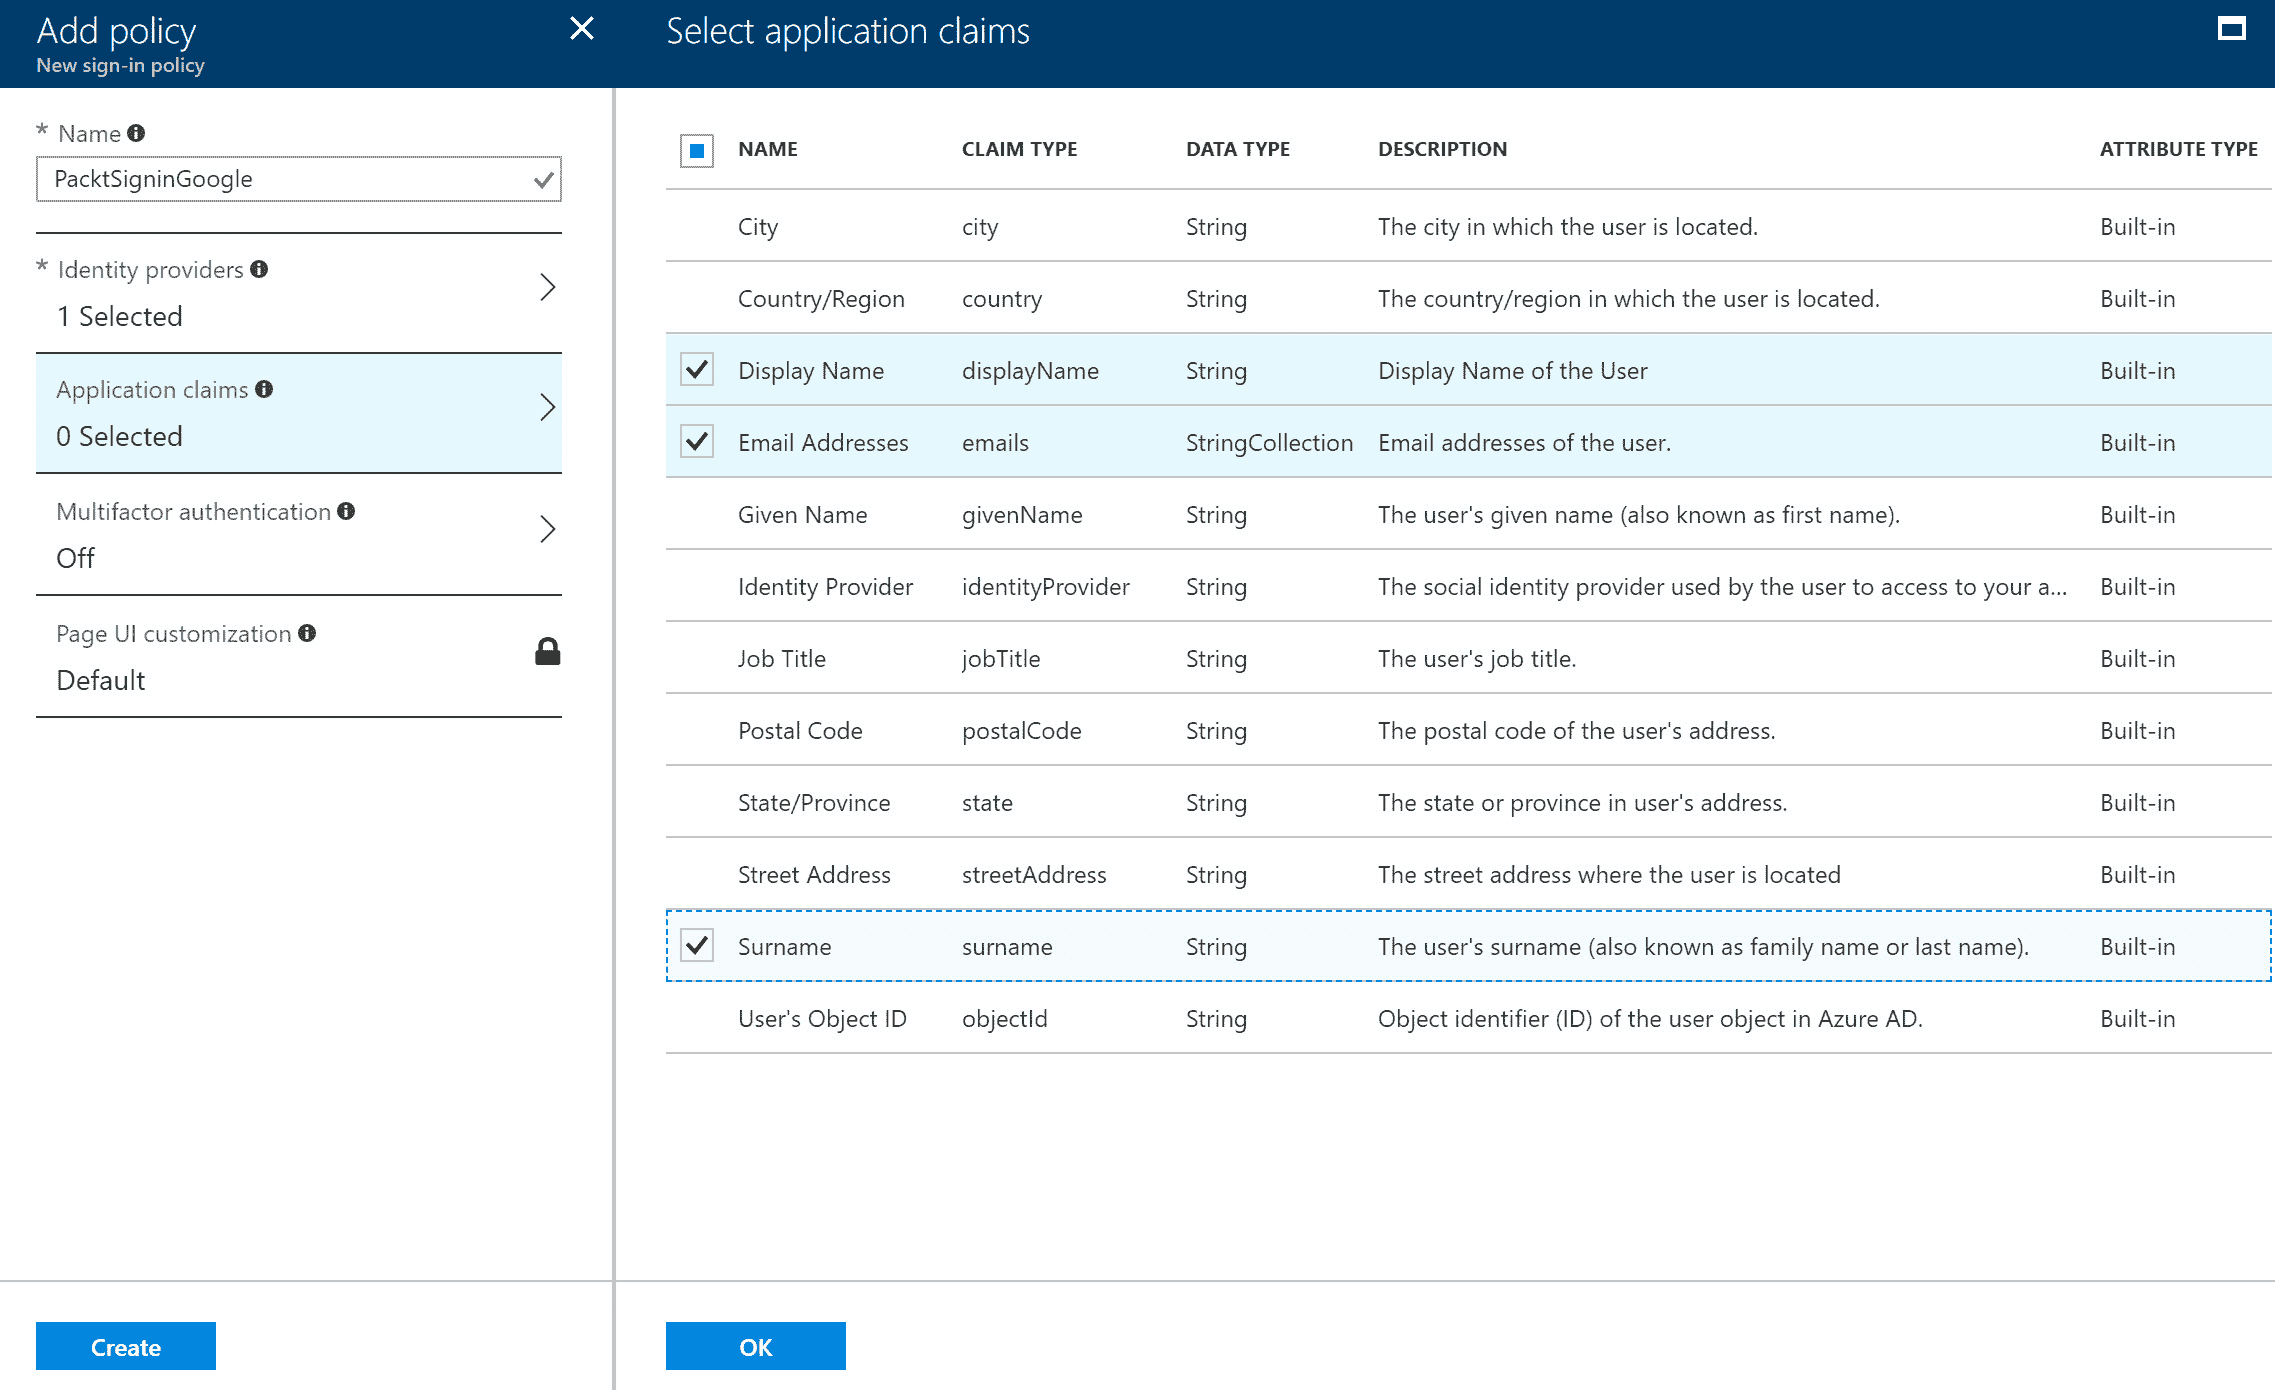 Add policy
New sign-in policy
Select application claims
* Name
PacktSigninGoogle
* Identity providers
1 Selected
Application claims
0 Selected
Multifactor authentication
Off
Page UI customization
Default
Create
NAME CLAIM TYPE DATA TYPE DESCRIPTION ATTRIBUTE TYPE
City city String The city in which the user is located. Built-in
Country/Region country String The country/region in which the user is located. Built-in
Display Name displayName String Display Name of the User Built-in
Email Addresses emails StringCollection Email addresses of the user. Built-in
Given Name givenName String The user's given name (also known as first name). Built-in
Identity Provider identityProvider String The social identity provider used by the user to access to your a... Built-in
Job Title jobTitle String The user's job title. Built-in
Postal Code postalCode String The postal code of the user's address. Built-in
State/Province state String The state or province in user's address. Built-in
Street Address streetAddress String The street address where the user is located Built-in
Surname surname String The user's surname (also known as family name or last name). Built-in
User's Object ID objectId String Object identifier (ID) of the user object in Azure AD. Built-in
OK